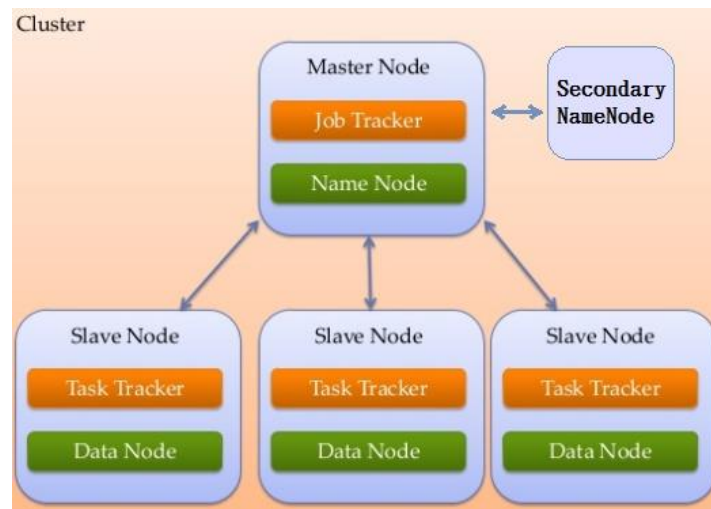 Cluster
Master Node
Job Tracker
Name Node
Secondary
NameNode
Slave Node
Task Tracker
Data Node
Slave Node
Task Tracker
Data Node
Slave Node
Task Tracker
Data Node